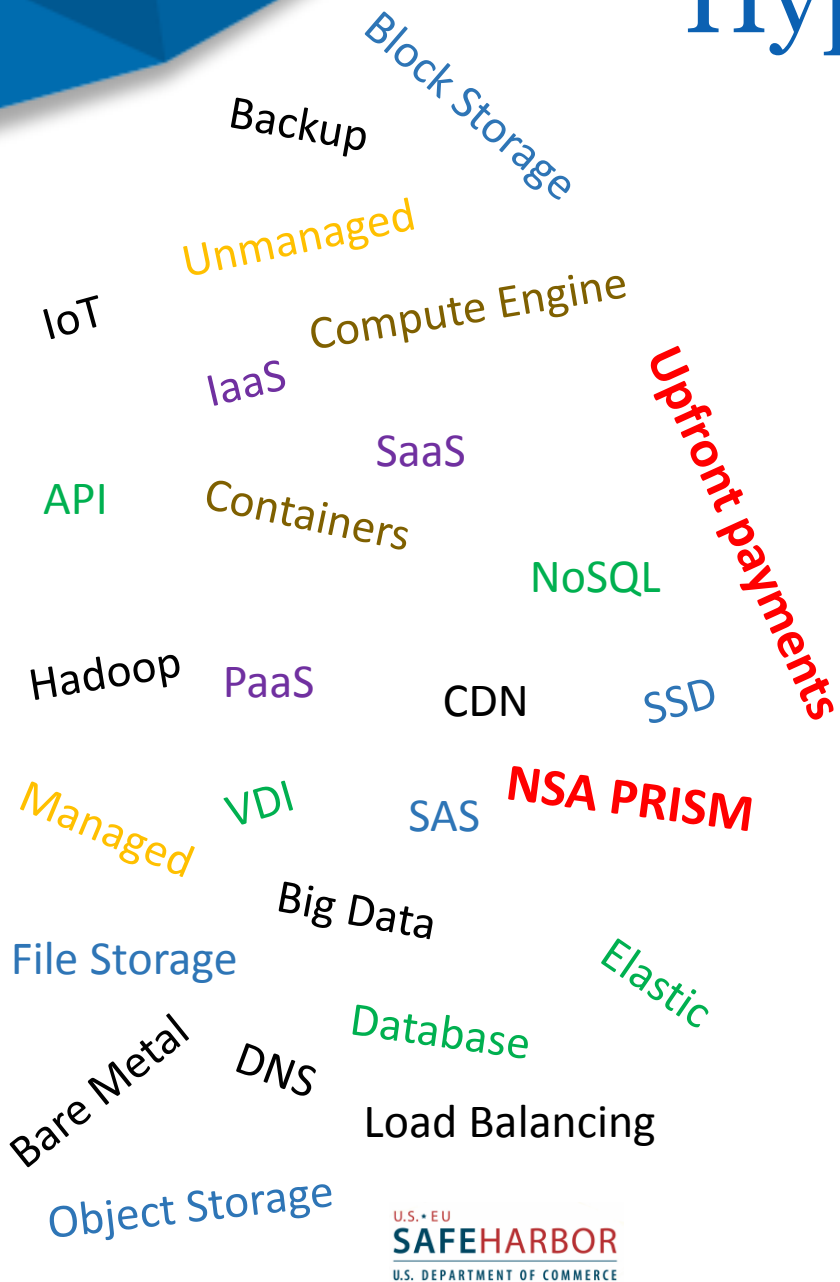 Block Storage
Backup
Unmanaged
IoT
Compute Engine
IaaS
Upfront payments
SaaS
API
Containers
NoSQL
Hadoop
PaaS
CDN
SSD
Managed
VDI
SAS
NSA PRISM
Big Data
File Storage
Elastic
Database
Bare Metal
DNS
Load Balancing
Object Storage
U.S.•EU
SAFEHARBOR
U.S. DEPARTMENT OF COMMERCE